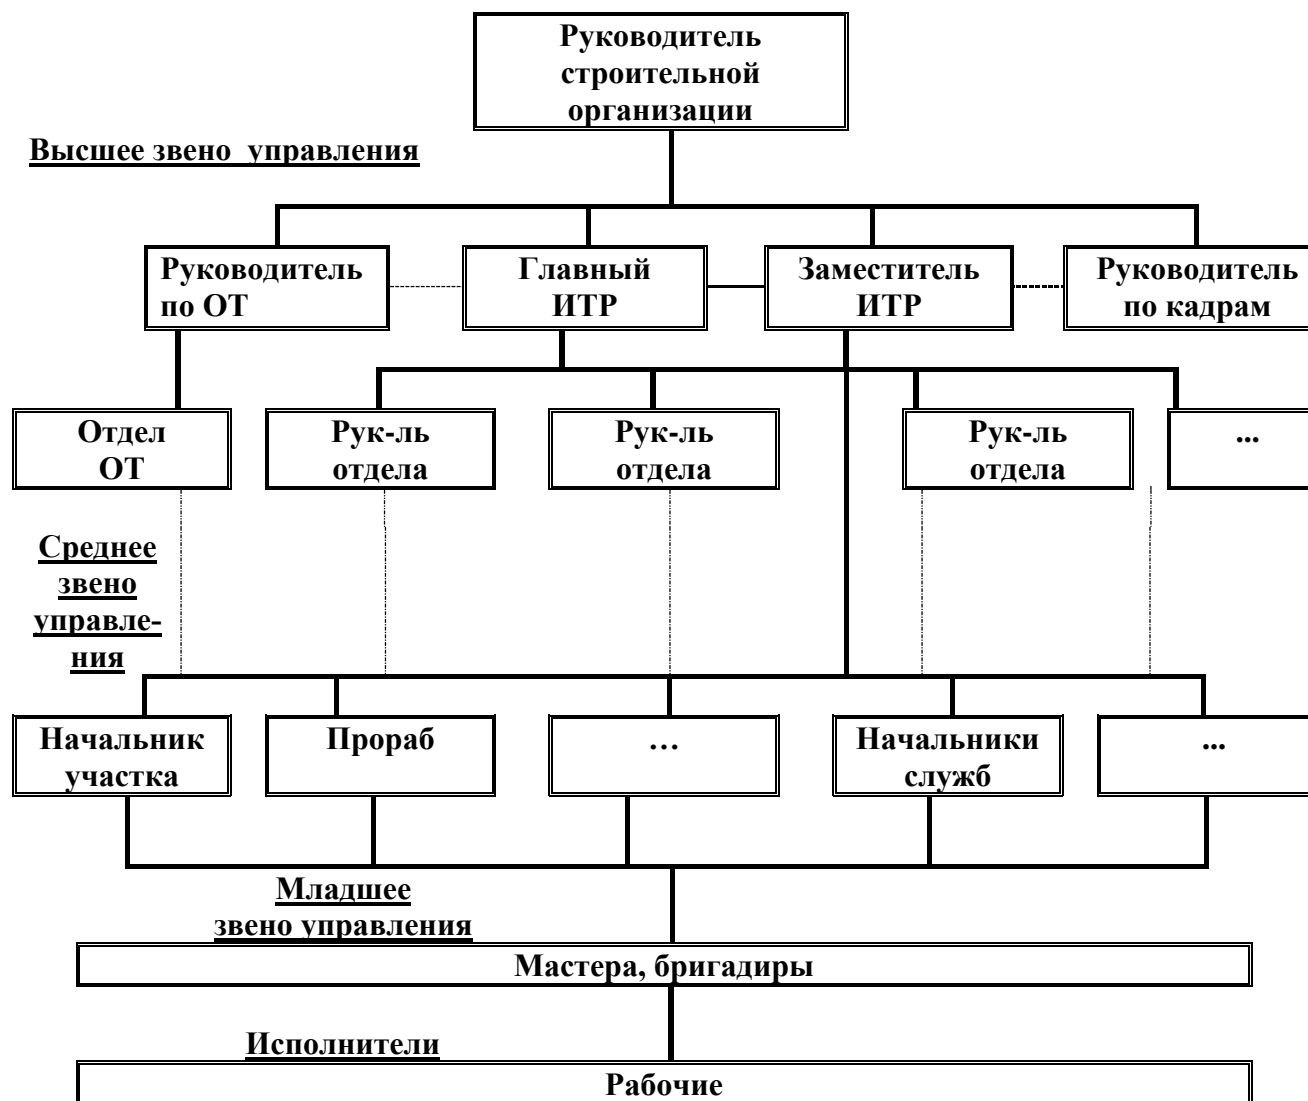 Руководитель
строительной
организации
Высшее звено  управления
Руководитель
по ОТ
Главный
ИТР
Заместитель
ИТР
Руководитель
по кадрам
Отдел
ОТ
Рук-ль
отдела
Рук-ль
отдела
Рук-ль
отдела
...
Среднее
звено
управле-
ния
Начальник
участка
Прораб
…
Начальники
служб
...
Младшее
звено управления
Мастера, бригадиры
Исполнители
Рабочие